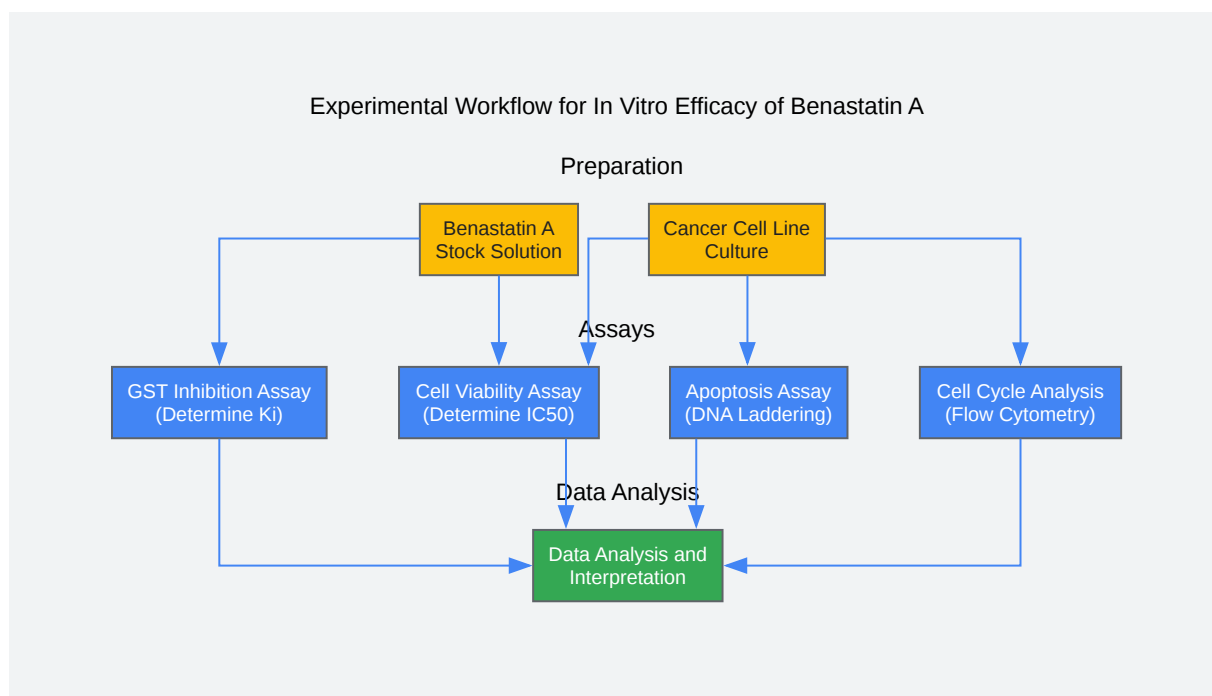 Experimental Workflow for In Vitro Efficacy of Benastatin A
Preparation
Benastatin A
Stock Solution
Cancer Cell Line
Culture
Assays
GST Inhibition Assay
(Determine Ki)
Cell Viability Assay
(Determine IC50)
Apoptosis Assay
(DNA Laddering)
Cell Cycle Analysis
(Flow Cytometry)
Data Analysis
Data Analysis and
Interpretation